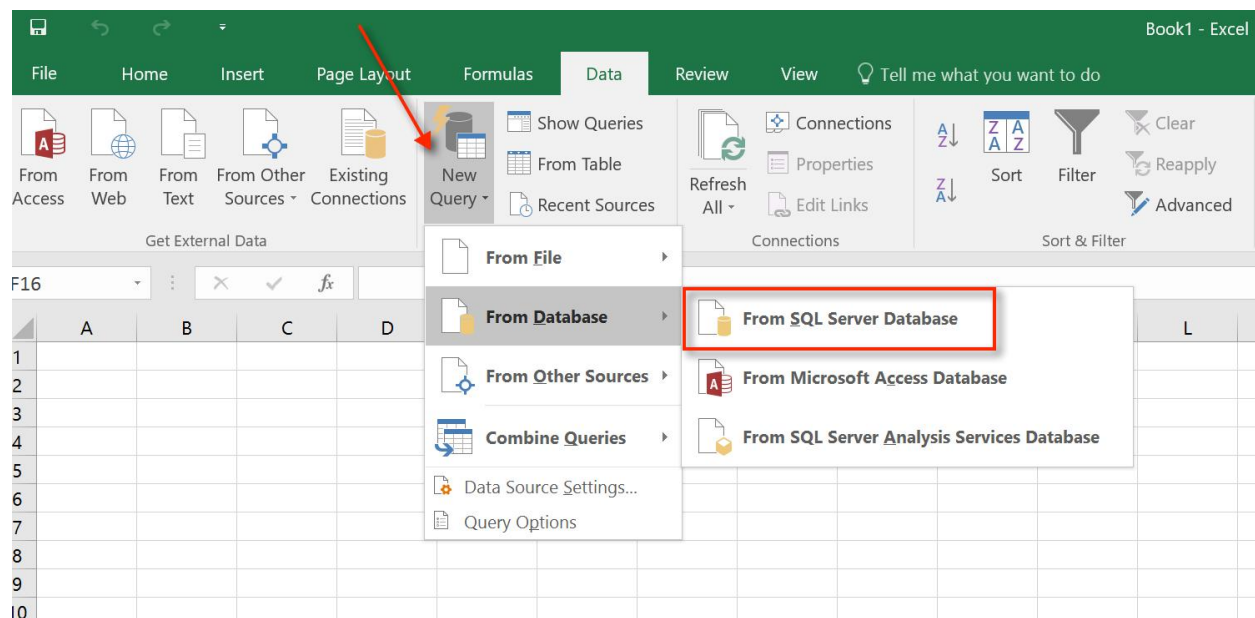 Book1 - Excel
File Home Insert Page Layout Formulas Data Review View Tell me what you want to do
From Access
From Web
From Text
From Other Sources
Existing Connections
Get External Data
New Query
Show Queries
From Table
Recent Sources
Refresh All
Connections
Properties
Edit Links
Connections
A Z
Z A
Z A
A Z
Sort
Filter
Clear
Reapply
Advanced
Sort & Filter
F16
fx
A B C D L
1
2
3
4
5
6
7
8
9
10
From File
From Database
From Other Sources
Combine Queries
Data Source Settings...
Query Options
From SQL Server Database
A
From Microsoft Access Database
From SQL Server Analysis Services Database